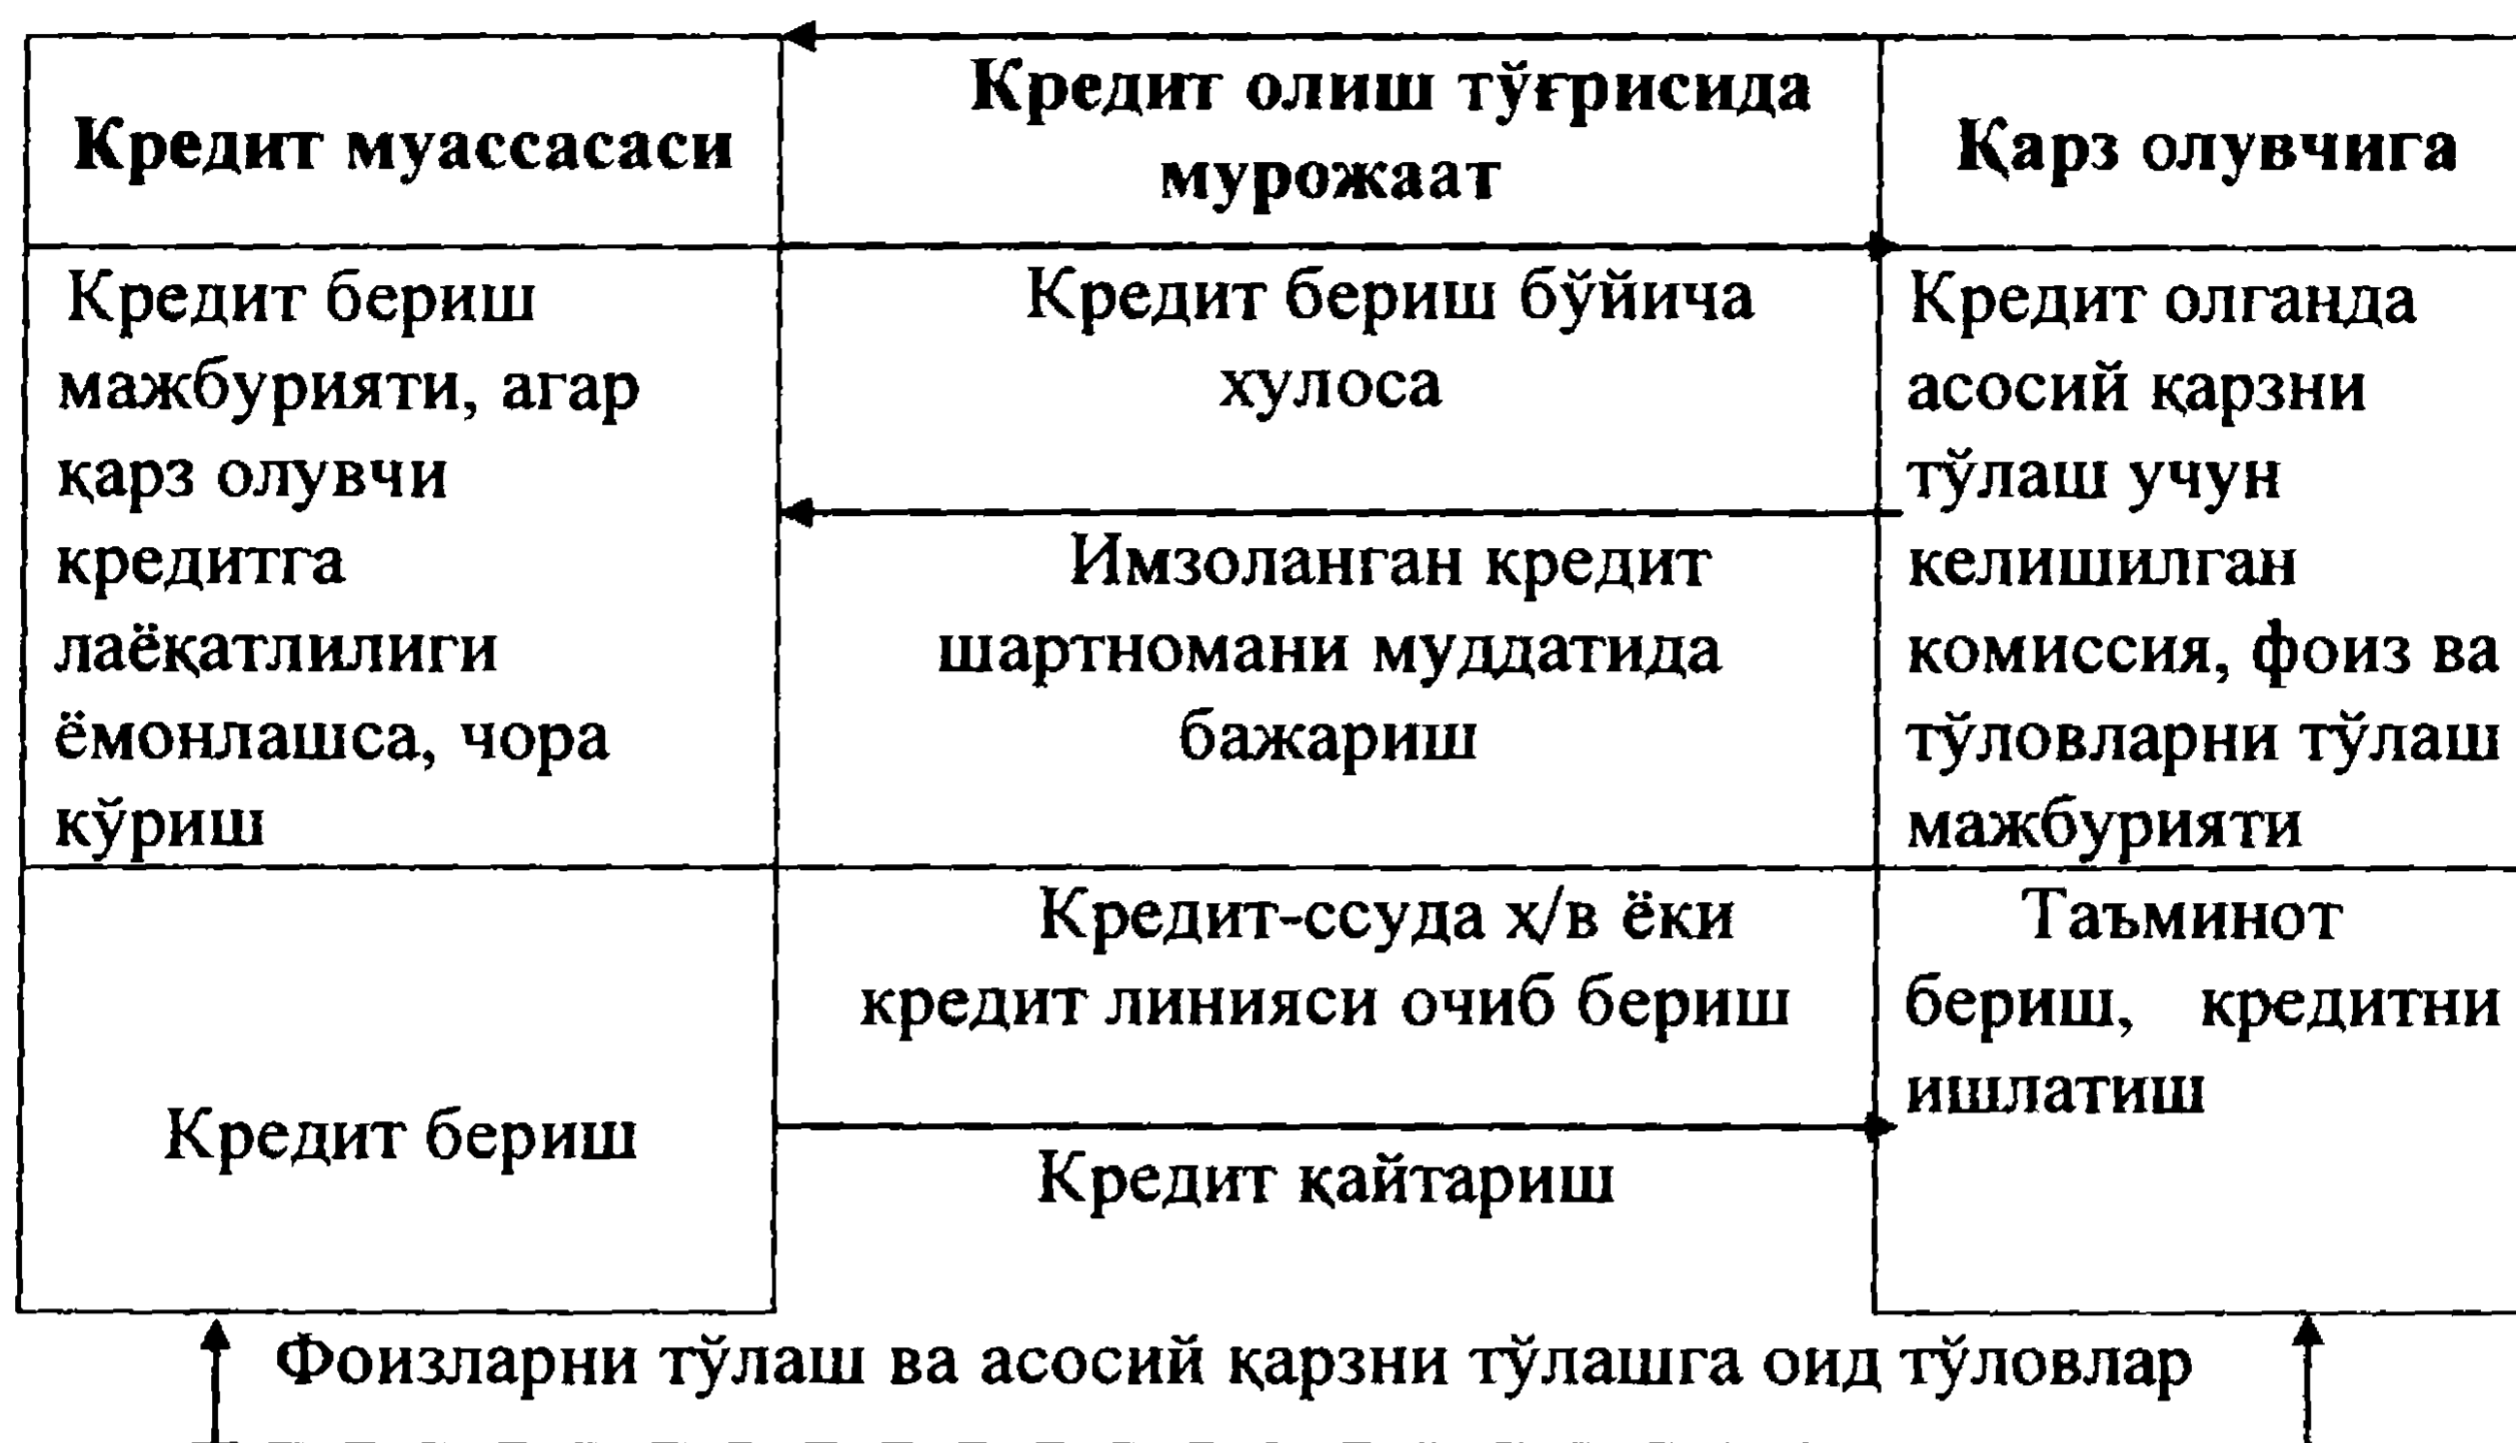 Кредит муассасаси
Кредит олиш тўғрисида
мурожаат
Қарз олувчига
Кредит бериш
мажбурияти, агар
қарз олувчи
кредитга
лаёқатлилиги
ёмонлашса, чора
кўриш
Кредит бериш бўйича
хулоса
Имзоланган кредит
шартномани муддатида
бажариш
Кредит олганда
асосий қарзни
тўлаш учун
келишилган
комиссия, фоиз ва
тўловларни тўлаш
мажбурияти
Кредит бериш
Кредит-ссуда ҳ/в ёки
кредит линияси очиб бериш
Кредит қайтариш
Таъминот
бериш, кредитни
ишлатиш
Фоизларни тўлаш ва асосий қарзни тўлашга оид тўловлар